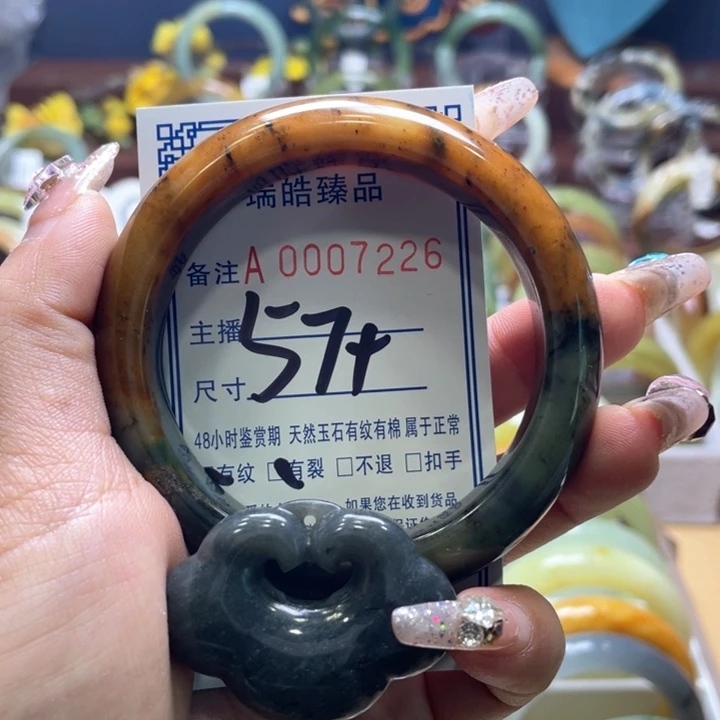 瑞皓臻品
备注 A 0007226
主播
尺寸 57+
48小时鉴赏期 天然玉石有纹有棉 属于正常
有纹 □有裂 □不退 □扣手
如果您在收到货品